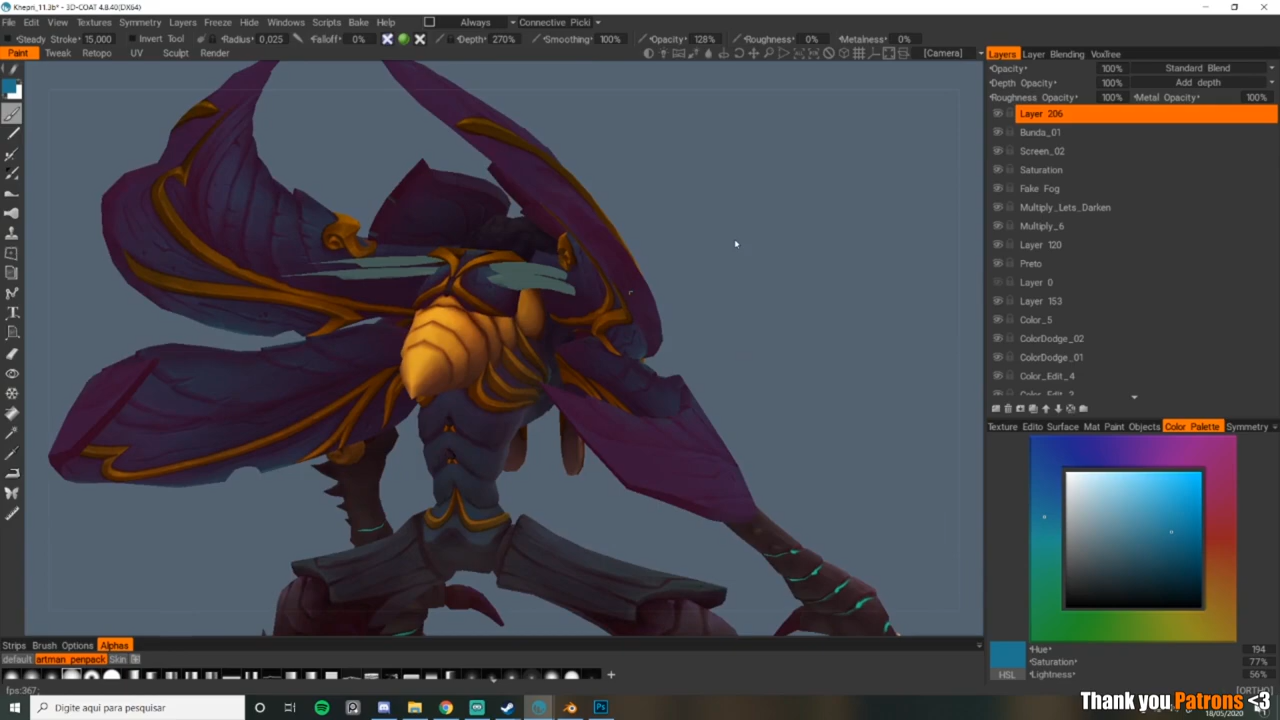 Khepri_11.3b* - 3D-COAT 4.8.40(DX64)
File Edit View Textures Symmetry Layers Freeze Hide Windows Scripts Bake Help Always Connective Picki
Steady Stroke 15,000 Invert Tool Radius 0,025 Falloff 0% Depth 270% Smoothing 100% Opacity 128% Roughness 0% Metalness 0%
Paint Tweak Retopo UV Sculpt Render [Camera]
Layers Layer Blending VoxTree
Opacity 100% Standard Blend
Depth Opacity 100% Add depth
Roughness Opacity 100% Metal Opacity 100%
Layer 206
Bunda_01
Screen_02
Saturation
Fake Fog
Multiply_Lets_Darken
Multiply_6
Layer 120
Preto
Layer 0
Layer 153
Color_5
ColorDodge_02
ColorDodge_01
Color_Edit_4
Texture Edito Surface Mat Paint Objects Color Palette Symmetry
Hue 194
Saturation 77%
HSL Lightness 56%
Strips Brush Options Alphas
default artman penpack Skin
fps:367; [ORTHO]
Digite aqui para pesquisar
Thank you Patrons <3
18/05/2020